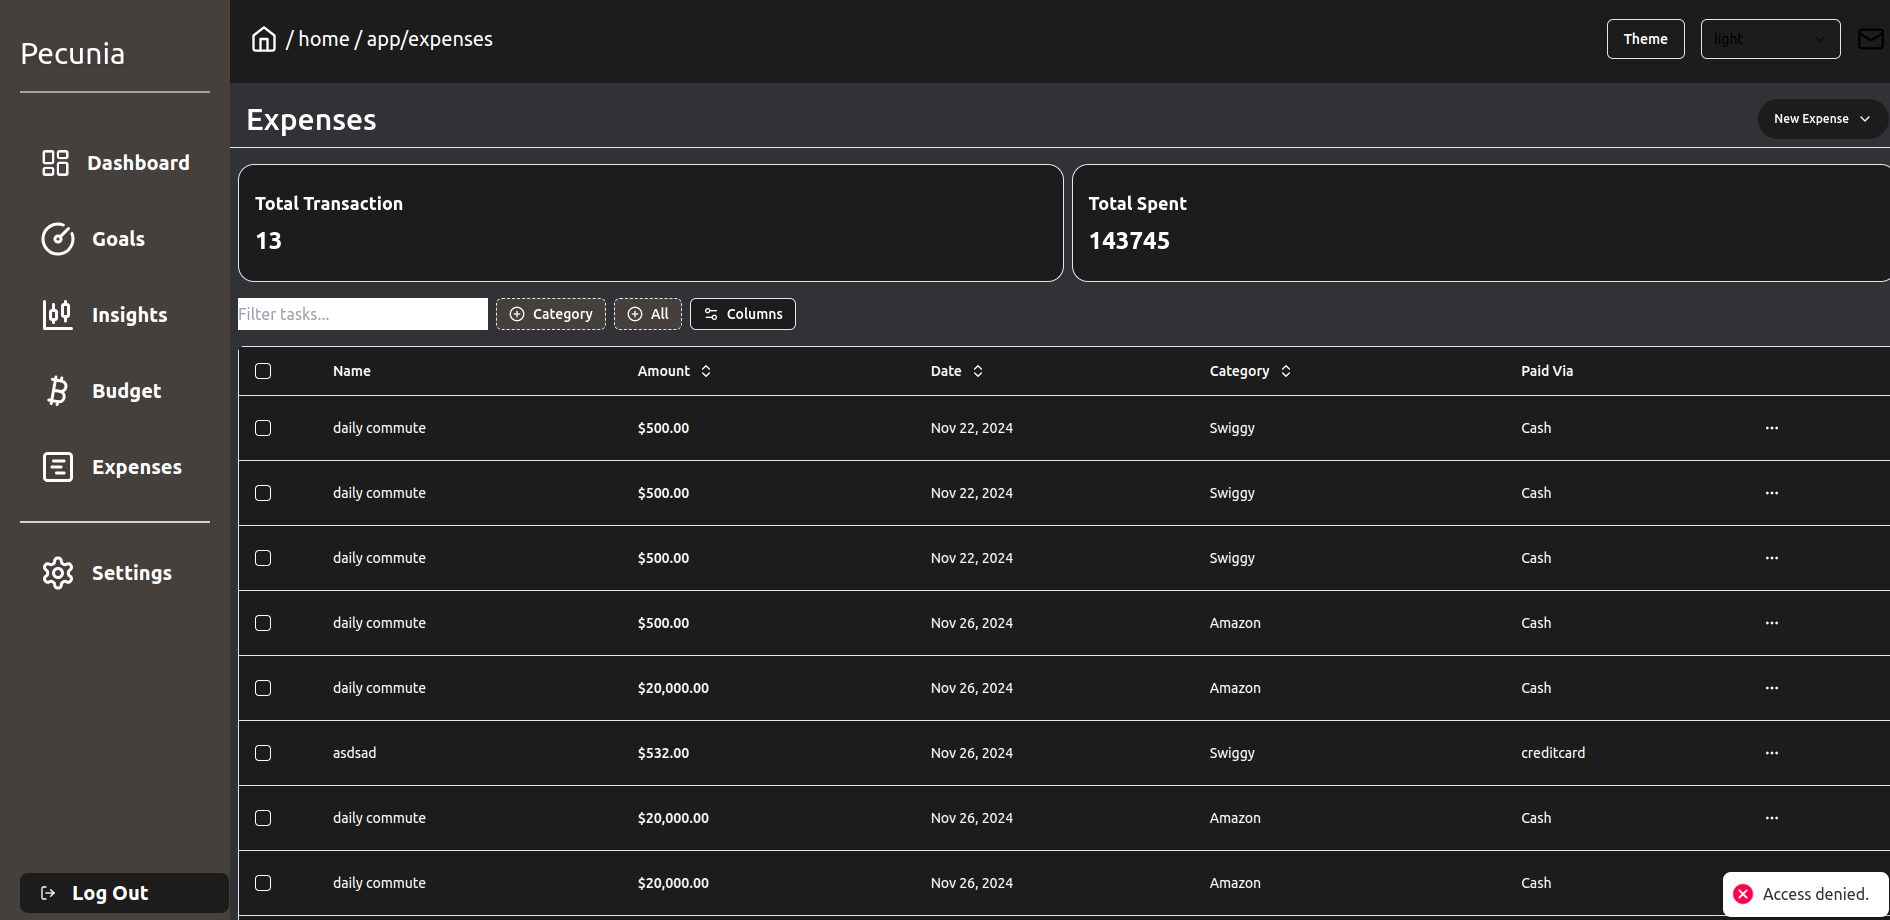 Pecunia
/ home / app/expenses
Theme
light
Dashboard
Goals
Insights
Budget
Expenses
Settings
Log Out
Expenses
New Expense
Total Transaction
13
Total Spent
143745
Filter tasks...
Category
All
Columns
Name Amount Date Category Paid Via
daily commute $500.00 Nov 22, 2024 Swiggy Cash ...
daily commute $500.00 Nov 22, 2024 Swiggy Cash ...
daily commute $500.00 Nov 22, 2024 Swiggy Cash ...
daily commute $500.00 Nov 26, 2024 Amazon Cash ...
daily commute $20,000.00 Nov 26, 2024 Amazon Cash ...
asdsad $532.00 Nov 26, 2024 Swiggy creditcard ...
daily commute $20,000.00 Nov 26, 2024 Amazon Cash ...
daily commute $20,000.00 Nov 26, 2024 Amazon Cash
Access denied.